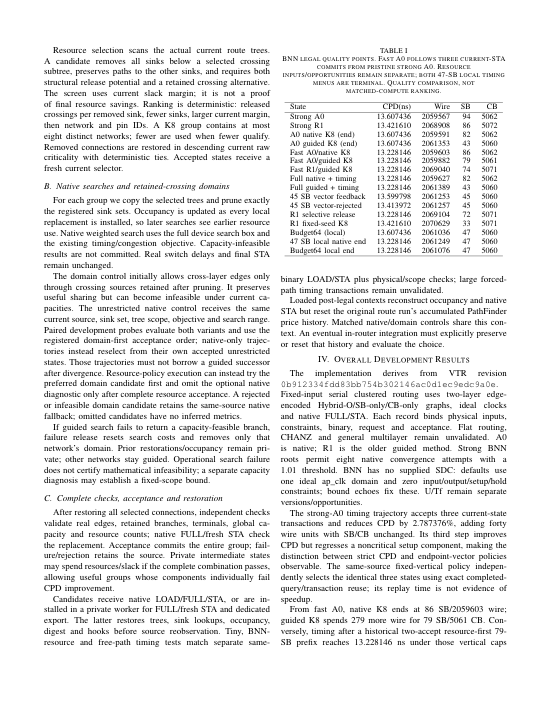 Resource selection scans the actual current route trees.
A candidate removes all sinks below a selected crossing
subtree, preserves paths to the other sinks, and requires both
structural release potential and a retained crossing alternative.
The screen uses current slack margin; it is not a proof
of final resource savings. Ranking is deterministic: released
crossings per removed sink, fewer sinks, larger current margin,
then network and pin IDs. A K8 group contains at most
eight distinct networks; fewer are used when fewer qualify.
Removed connections are restored in descending current raw
criticality with deterministic ties. Accepted states receive a
fresh current selector.
B. Native searches and retained-crossing domains
For each group we copy the selected trees and prune exactly
the registered sink sets. Occupancy is updated as every local
replacement is installed, so later searches see earlier resource
use. Native weighted search uses the full device search box and
the existing timing/congestion objective. Capacity-infeasible
results are not committed. Real switch delays and final STA
remain unchanged.
The domain control initially allows cross-layer edges only
through crossing sources retained after pruning. It preserves
useful sharing but can become infeasible under current ca-
pacities. The unrestricted native control receives the same
current source, sink set, tree scope, objective and search range.
Paired development probes evaluate both variants and use the
registered domain-first acceptance order; native-only trajec-
tories instead reselect from their own accepted unrestricted
states. Those trajectories must not borrow a guided successor
after divergence. Resource-policy execution can instead try the
preferred domain candidate first and omit the optional native
diagnostic only after complete resource acceptance. A rejected
or infeasible domain candidate retains the same-source native
fallback; omitted candidates have no inferred metrics.
If guided search fails to return a capacity-feasible branch,
failure release resets search costs and removes only that
network's domain. Prior restorations/occupancy remain pri-
vate; other networks stay guided. Operational search failure
does not certify mathematical infeasibility; a separate capacity
diagnosis may establish a fixed-scope bound.
C. Complete checks, acceptance and restoration
After restoring all selected connections, independent checks
validate real edges, retained branches, terminals, global ca-
pacity and resource counts; native FULL/fresh STA check
the replacement. Acceptance commits the entire group; fail-
ure/rejection retains the source. Private intermediate states
may spend resources/slack if the complete combination passes,
allowing useful groups whose components individually fail
CPD improvement.
Candidates receive native LOAD/FULL/STA, or are in-
stalled in a private worker for FULL/fresh STA and dedicated
export. The latter restores trees, sink lookups, occupancy,
digest and hooks before source reobservation. Tiny, BNN-
resource and free-path timing tests match separate same-
TABLE I
BNN LEGAL QUALITY POINTS. FAST A0 FOLLOWS THREE CURRENT-STA
COMMITS FROM PRISTINE STRONG A0. RESOURCE
INPUTS/OPPORTUNITIES REMAIN SEPARATE; BOTH 47-SB LOCAL TIMING
MENUS ARE TERMINAL. QUALITY COMPARISON, NOT
MATCHED-COMPUTE RANKING.
State CPD(ns) Wire SB CB
Strong A0 13.607436 2059567 94 5062
Strong R1 13.421610 2068908 86 5072
A0 native K8 (end) 13.607436 2059591 82 5062
A0 guided K8 (end) 13.607436 2061353 43 5060
Fast A0/native K8 13.228146 2059603 86 5062
Fast A0/guided K8 13.228146 2059882 79 5061
Fast R1/guided K8 13.228146 2069040 74 5071
Full native + timing 13.228146 2059627 82 5062
Full guided + timing 13.228146 2061389 43 5060
45 SB vector feedback 13.599798 2061253 45 5060
45 SB vector-rejected 13.413972 2061257 45 5060
R1 selective release 13.228146 2069104 72 5071
R1 fixed-seed K8 13.421610 2070629 33 5071
Budget64 (local) 13.607436 2061036 47 5060
47 SB local native end 13.228146 2061249 47 5060
Budget64 local end 13.228146 2061076 47 5060
binary LOAD/STA plus physical/scope checks; large forced-
path timing transactions remain unvalidated.
Loaded post-legal contexts reconstruct occupancy and native
STA but reset the original route run's accumulated PathFinder
price history. Matched native/domain controls share this con-
text. An eventual in-router integration must explicitly preserve
or reset that history and evaluate the choice.
IV. OVERALL DEVELOPMENT RESULTS
The implementation derives from VTR revision
0b912334fdd83bb754b302146ac0d1ec9edc9a0e.
Fixed-input serial clustered routing uses two-layer edge-
encoded Hybrid-O/SB-only/CB-only graphs, ideal clocks
and native FULL/STA. Each record binds physical inputs,
constraints, binary, request and acceptance. Flat routing,
CHANZ and general multilayer remain unvalidated. A0
is native; R1 is the older guided method. Strong BNN
roots permit eight native convergence attempts with a
1.01 threshold. BNN has no supplied SDC: defaults use
one ideal ap_clk domain and zero input/output/setup/hold
constraints; bound echoes fix these. U/Tf remain separate
versions/opportunities.
The strong-A0 timing trajectory accepts three current-state
transactions and reduces CPD by 2.787376%, adding forty
wire units with SB/CB unchanged. Its third step improves
CPD but regresses a noncritical setup component, making the
distinction between strict CPD and endpoint-vector policies
observable. The same-source fixed-vertical policy indepen-
dently selects the identical three states using exact completed-
query/transaction reuse; its replay time is not evidence of
speedup.
From fast A0, native K8 ends at 86 SB/2059603 wire;
guided K8 spends 279 more wire for 79 SB/5061 CB. Con-
versely, timing after a historical two-accept resource-first 79-
SB prefix reaches 13.228146 ns under those vertical caps